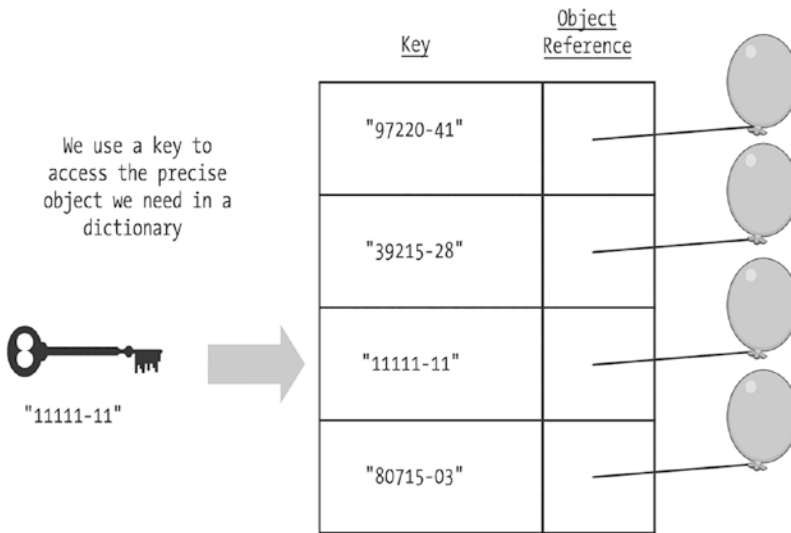 We use a key to
access the precise
object we need in a
dictionary
"11111-11"
Key
Object
Reference
"97220-41"
"39215-28"
"11111-11"
"80715-03"